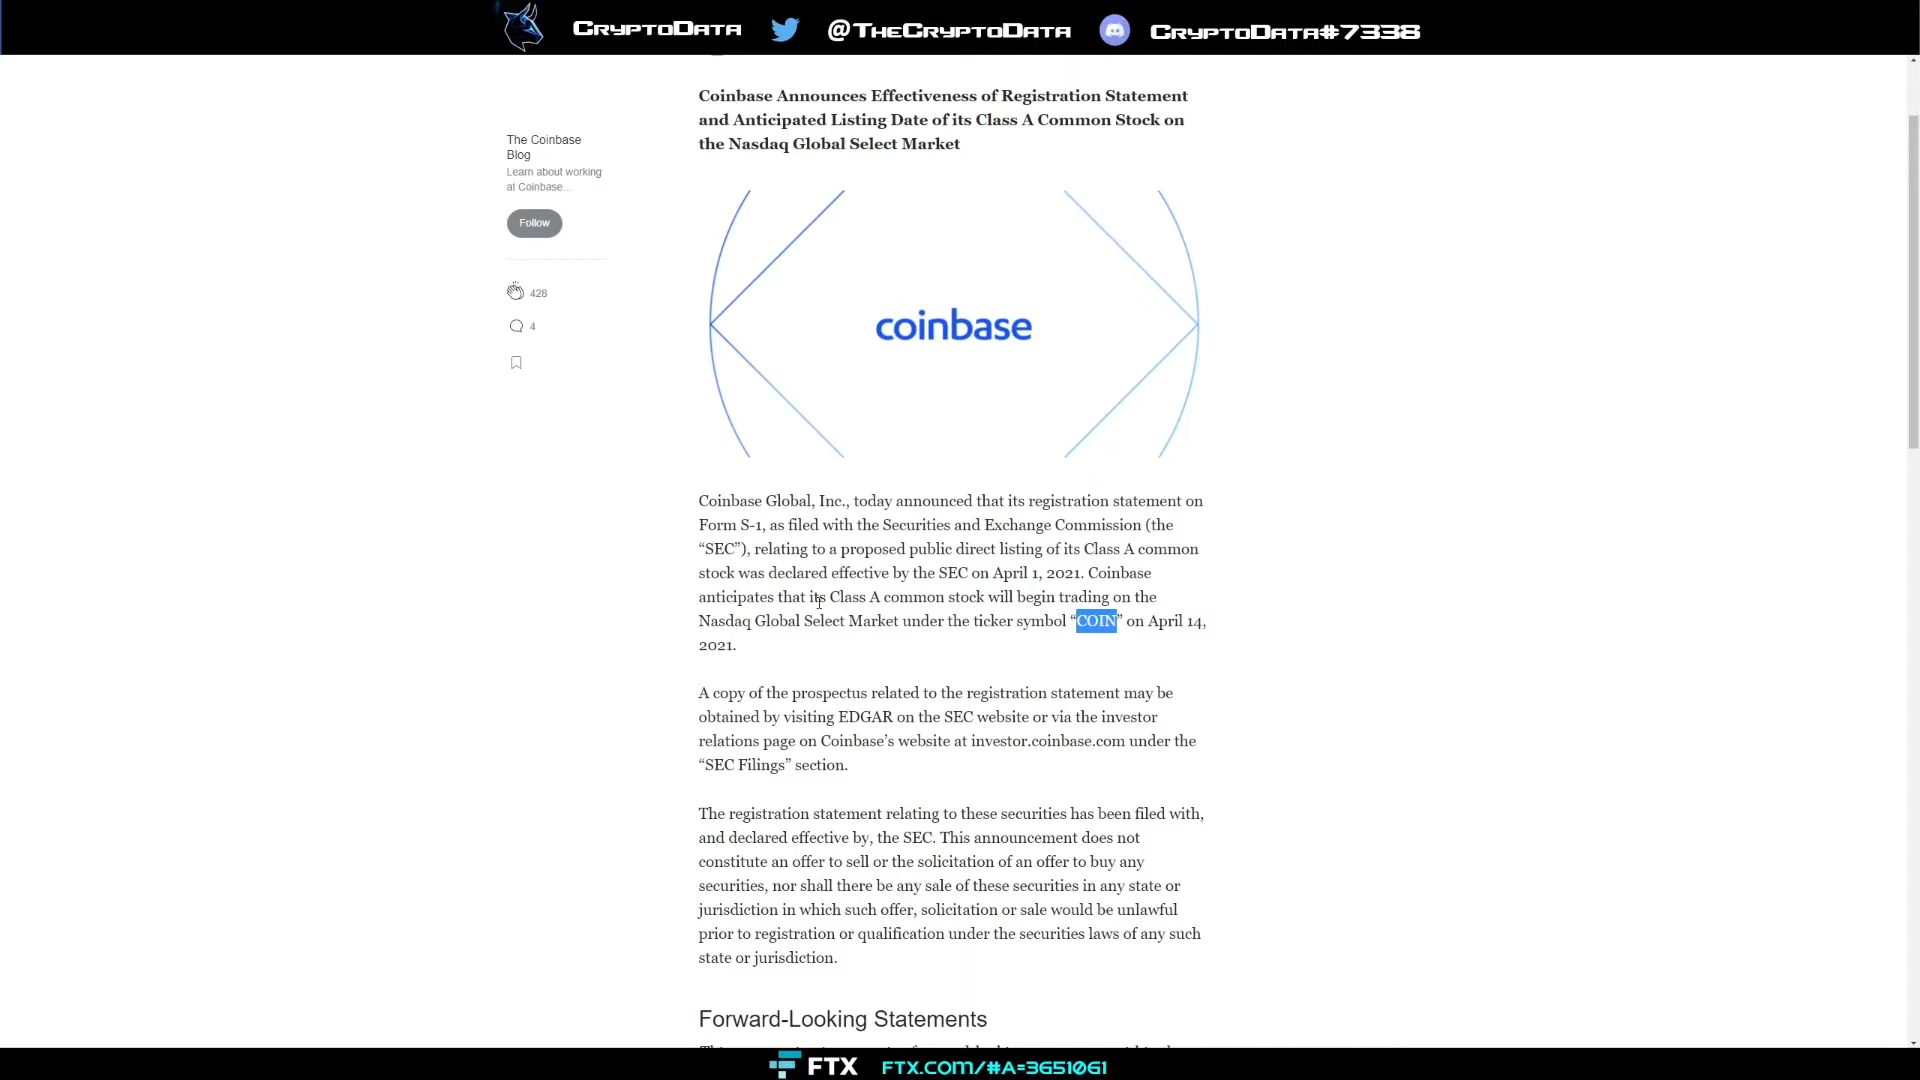 CryptoData @TheCryptoData CryptoData#7338
Coinbase Announces Effectiveness of Registration Statement
and Anticipated Listing Date of its Class A Common Stock on
the Nasdaq Global Select Market
The Coinbase
Blog
Learn about working
at Coinbase...
Follow
428
4
coinbase
Coinbase Global, Inc., today announced that its registration statement on
Form S-1, as filed with the Securities and Exchange Commission (the
“SEC”), relating to a proposed public direct listing of its Class A common
stock was declared effective by the SEC on April 1, 2021. Coinbase
anticipates that its Class A common stock will begin trading on the
Nasdaq Global Select Market under the ticker symbol “COIN” on April 14,
2021.
A copy of the prospectus related to the registration statement may be
obtained by visiting EDGAR on the SEC website or via the investor
relations page on Coinbase’s website at investor.coinbase.com under the
“SEC Filings” section.
The registration statement relating to these securities has been filed with,
and declared effective by, the SEC. This announcement does not
constitute an offer to sell or the solicitation of an offer to buy any
securities, nor shall there be any sale of these securities in any state or
jurisdiction in which such offer, solicitation or sale would be unlawful
prior to registration or qualification under the securities laws of any such
state or jurisdiction.
Forward-Looking Statements
FTX FTX.COM/#A=3651061